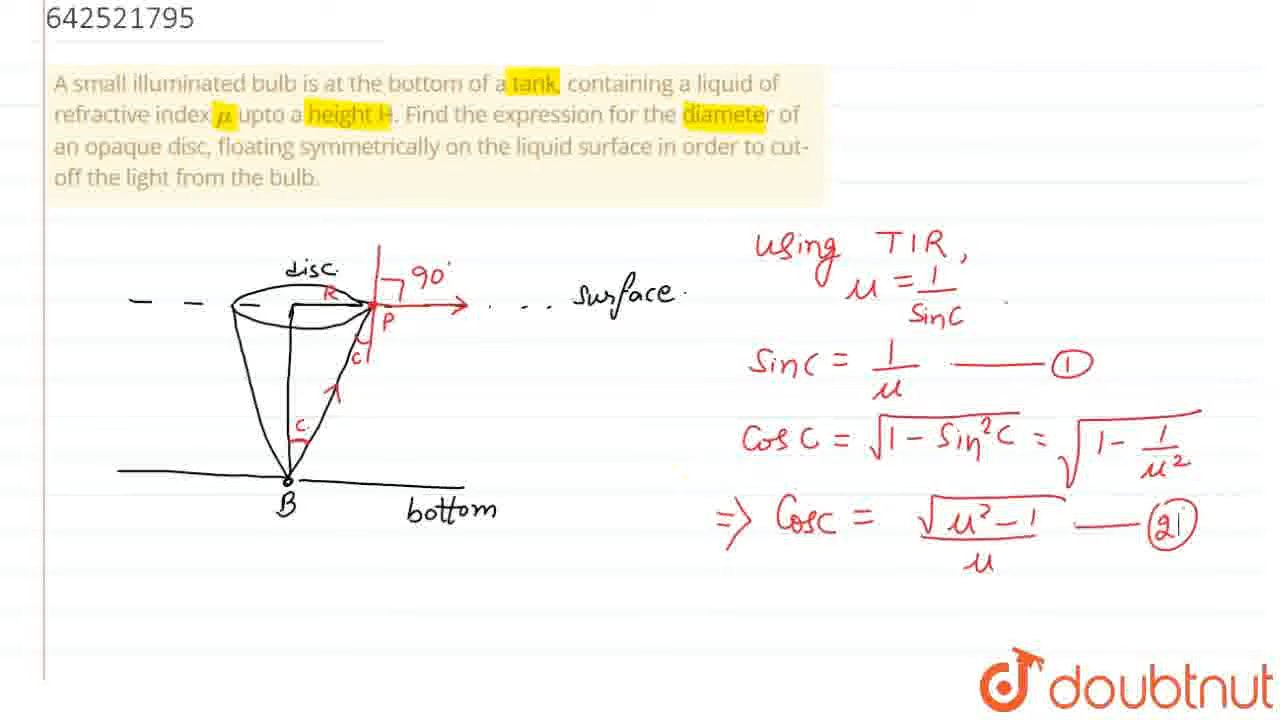 642521795
A small illuminated bulb is at the bottom of a tank, containing a liquid of
refractive index μ upto a height H. Find the expression for the diameter of
an opaque disc, floating symmetrically on the liquid surface in order to cut-
off the light from the bulb.
disc.
R
90°
P
surface.
C
C
B
bottom
using TIR,
μ = 1/sinC
sinC = 1/μ —— ①
CosC = √(1 - Sin²C) = √(1 - 1/μ²)
⇒ CosC = √(μ² - 1)/μ —— ②
doubtnut